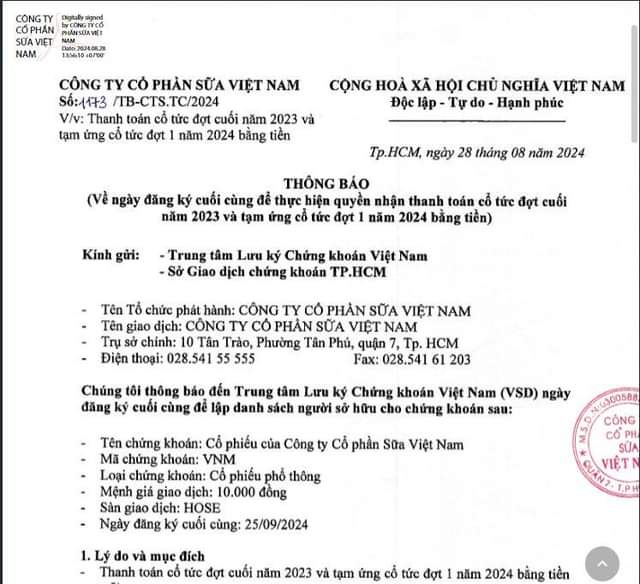 CÔNG TY
CỔ PHẦN
SỮA VIỆT
NAM
Digitally signed
by CÔNG TY CỔ
PHẦN SỮA VIỆT
NAM
Date: 2024.08.28
13:56:10 +07'00'
CÔNG TY CỔ PHẦN SỮA VIỆT NAM
Số: 1173 /TB-CTS.TC/2024
V/v: Thanh toán cổ tức đợt cuối năm 2023 và
tạm ứng cổ tức đợt 1 năm 2024 bằng tiền
CỘNG HOÀ XÃ HỘI CHỦ NGHĨA VIỆT NAM
Độc lập - Tự do - Hạnh phúc
Tp.HCM, ngày 28 tháng 08 năm 2024
THÔNG BÁO
(Về ngày đăng ký cuối cùng để thực hiện quyền nhận thanh toán cổ tức đợt cuối
năm 2023 và tạm ứng cổ tức đợt 1 năm 2024 bằng tiền)
Kính gửi: - Trung tâm Lưu ký Chứng khoán Việt Nam
- Sở Giao dịch chứng khoán TP.HCM
- Tên Tổ chức phát hành: CÔNG TY CỔ PHẦN SỮA VIỆT NAM
- Tên giao dịch: CÔNG TY CỔ PHẦN SỮA VIỆT NAM
- Trụ sở chính: 10 Tân Trào, Phường Tân Phú, quận 7, Tp. HCM
- Điện thoại: 028.541 55 555 Fax: 028.541 61 203
Chúng tôi thông báo đến Trung tâm Lưu ký Chứng khoán Việt Nam (VSD) ngày
đăng ký cuối cùng để lập danh sách người sở hữu cho chứng khoán sau:
- Tên chứng khoán: Cổ phiếu của Công ty Cổ phần Sữa Việt Nam
- Mã chứng khoán: VNM
- Loại chứng khoán: Cổ phiếu phổ thông
- Mệnh giá giao dịch: 10.000 đồng
- Sàn giao dịch: HOSE
- Ngày đăng ký cuối cùng: 25/09/2024
M.S.D.N:0300588
CÔNG
CỔ PH
SỮA
VIỆT N
QUẬN 7 - T.P H
1. Lý do và mục đích
- Thanh toán cổ tức đợt cuối năm 2023 và tạm ứng cổ tức đợt 1 năm 2024 bằng tiền